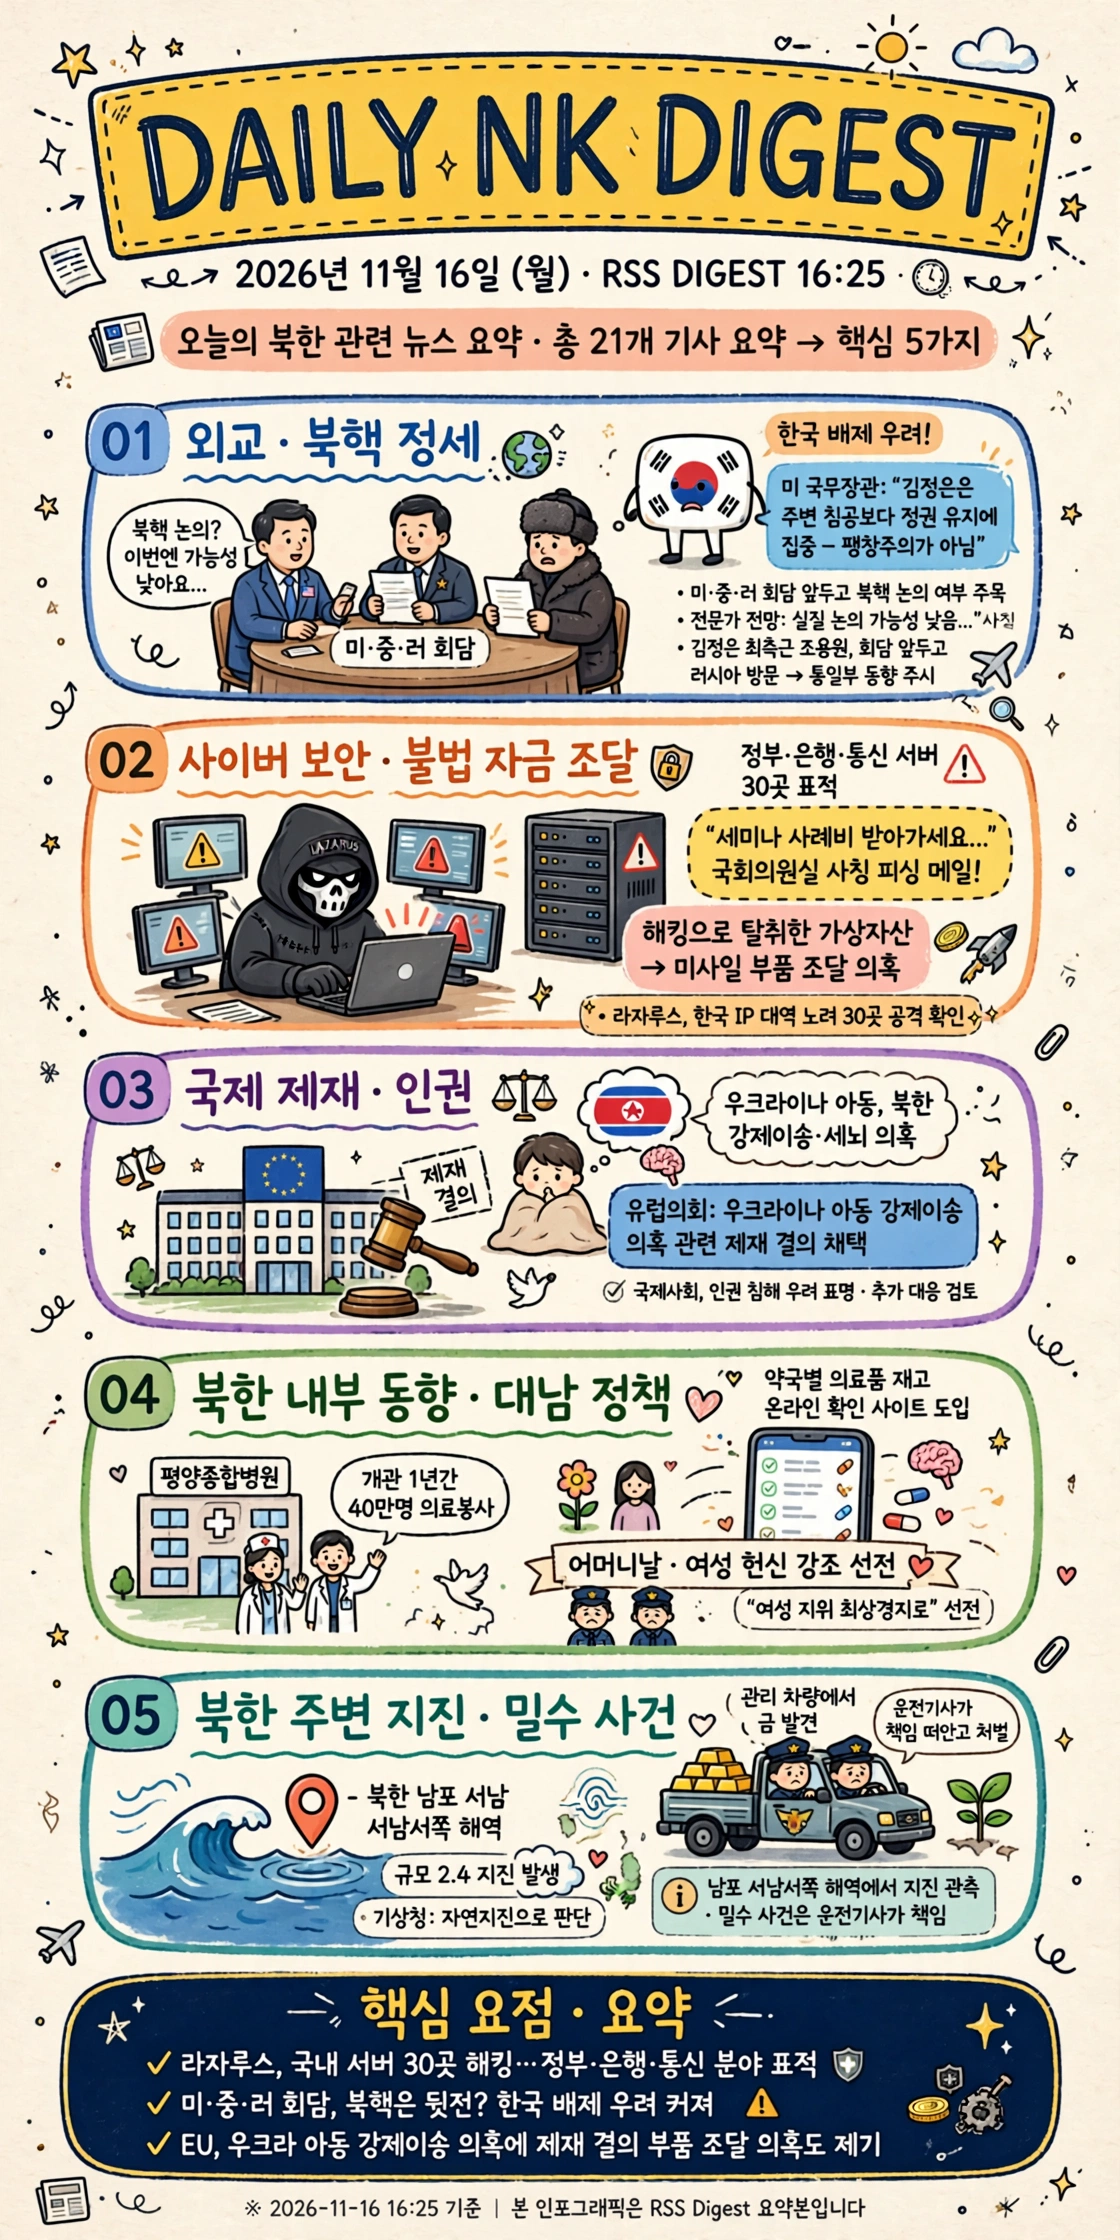 DAILY NK DIGEST
2026년 11월 16일 (월) · RSS DIGEST 16:25
오늘의 북한 관련 뉴스 요약 · 총 21개 기사 요약 → 핵심 5가지
01 외교 · 북핵 정세
북핵 논의?
이번엔 가능성
낮아요...
미·중·러 회담
한국 배제 우려!
미 국무장관: “김정은은
주변 침공보다 정권 유지에
집중 – 팽창주의가 아님”
• 미·중·러 회담 앞두고 북핵 논의 여부 주목
• 전문가 전망: 실질 논의 가능성 낮음...”사칭
• 김정은 최측근 조용원, 회담 앞두고
러시아 방문 → 통일부 동향 주시
02 사이버 보안 · 불법 자금 조달
LAZARUS
정부·은행·통신 서버
30곳 표적
“세미나 사례비 받아가세요...”
국회의원실 사칭 피싱 메일!
해킹으로 탈취한 가상자산
→ 미사일 부품 조달 의혹
• 라자루스, 한국 IP 대역 노려 30곳 공격 확인
03 국제 제재 · 인권
제재
결의
우크라이나 아동, 북한
강제이송·세뇌 의혹
유럽의회: 우크라이나 아동 강제이송
의혹 관련 제재 결의 채택
국제사회, 인권 침해 우려 표명 · 추가 대응 검토
04 북한 내부 동향 · 대남 정책
평양종합병원
개관 1년간
40만명 의료봉사
약국별 의료품 재고
온라인 확인 사이트 도입
어머니날 · 여성 헌신 강조 선전
“여성 지위 최상경지로” 선전
05 북한 주변 지진 · 밀수 사건
– 북한 남포 서남
서남서쪽 해역
규모 2.4 지진 발생
· 기상청: 자연지진으로 판단
관리 차량에서
금 발견
운전기사가
책임 떠안고 처벌
남포 서남서쪽 해역에서 지진 관측
· 밀수 사건은 운전기사가 책임
핵심 요점 · 요약
✓ 라자루스, 국내 서버 30곳 해킹…정부·은행·통신 분야 표적
✓ 미·중·러 회담, 북핵은 뒷전? 한국 배제 우려 커져
✓ EU, 우크라 아동 강제이송 의혹에 제재 결의 부품 조달 의혹도 제기
※ 2026-11-16 16:25 기준 | 본 인포그래픽은 RSS Digest 요약본입니다